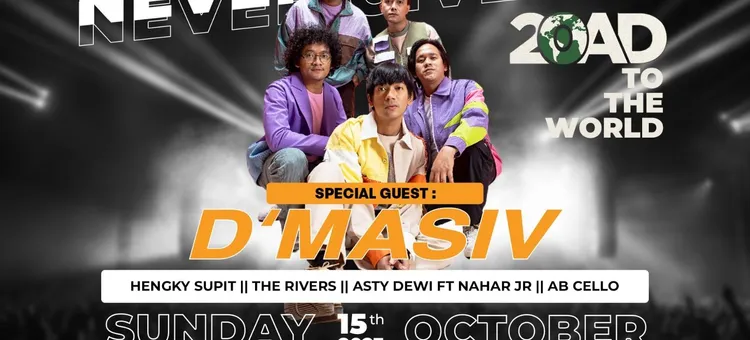 NEVER
20AD
TO
THE
WORLD
SPECIAL GUEST :
D'MASIV
HENGKY SUPIT || THE RIVERS || ASTY DEWI FT NAHAR JR || AB CELLO
SUNDAY 15th OCTOBER